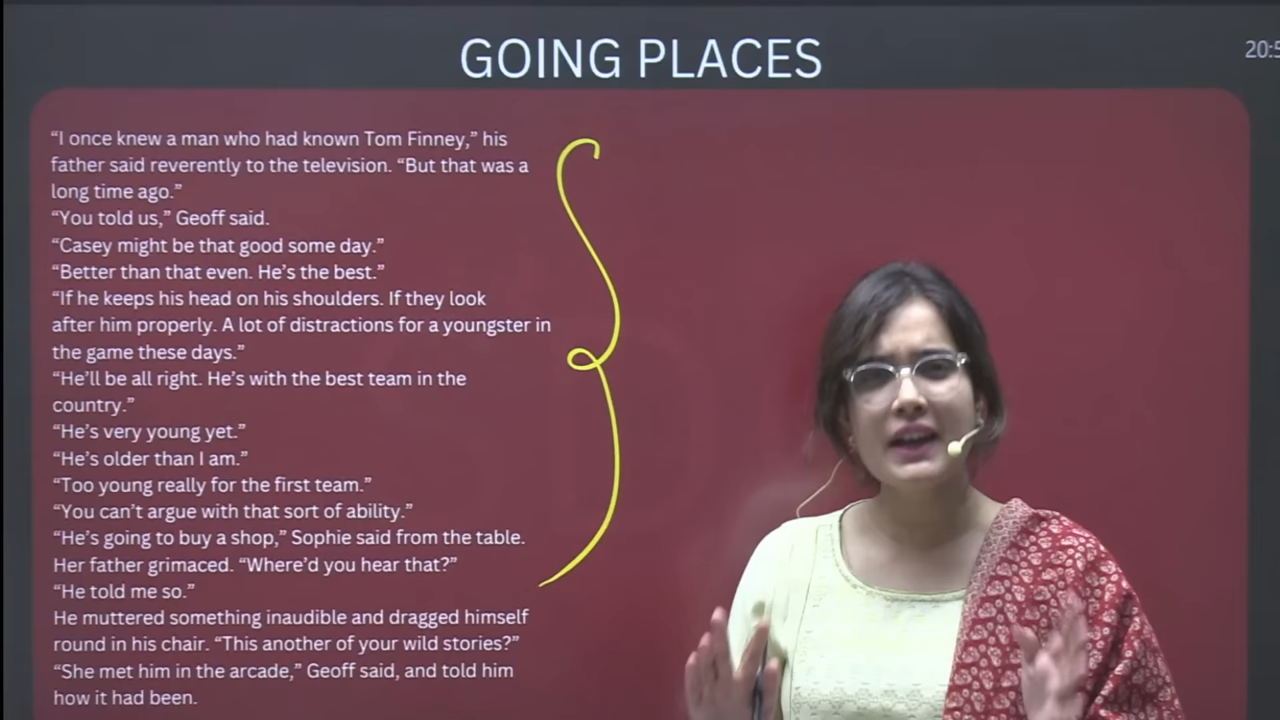 GOING PLACES
20:5
“I once knew a man who had known Tom Finney,” his
father said reverently to the television. “But that was a
long time ago.”
“You told us,” Geoff said.
“Casey might be that good some day.”
“Better than that even. He’s the best.”
“If he keeps his head on his shoulders. If they look
after him properly. A lot of distractions for a youngster in
the game these days.”
“He’ll be all right. He’s with the best team in the
country.”
“He’s very young yet.”
“He’s older than I am.”
“Too young really for the first team.”
“You can’t argue with that sort of ability.”
“He’s going to buy a shop,” Sophie said from the table.
Her father grimaced. “Where’d you hear that?”
“He told me so.”
He muttered something inaudible and dragged himself
round in his chair. “This another of your wild stories?”
“She met him in the arcade,” Geoff said, and told him
how it had been.